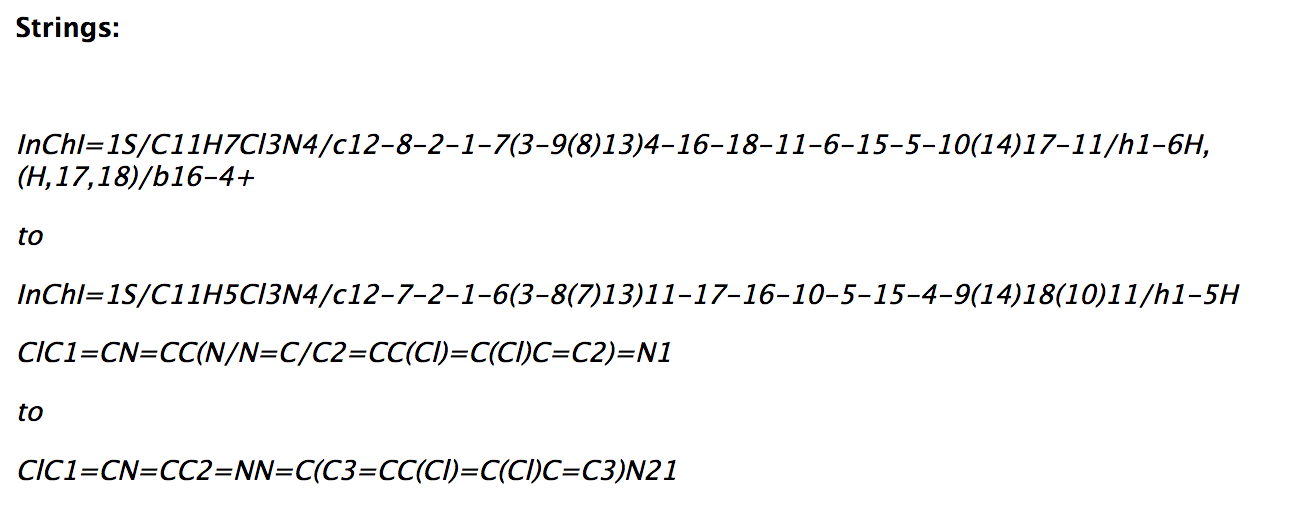 Strings:
InChI=1S/C11H7Cl3N4/c12-8-2-1-7(3-9(8)13)4-16-18-11-6-15-5-10(14)17-11/h1-6H,
(H,17,18)/b16-4+
to
InChI=1S/C11H5Cl3N4/c12-7-2-1-6(3-8(7)13)11-17-16-10-5-15-4-9(14)18(10)11/h1-5H
ClC1=CN=CC(N/N=C/C2=CC(Cl)=C(Cl)C=C2)=N1
to
ClC1=CN=CC2=NN=C(C3=CC(Cl)=C(Cl)C=C3)N21